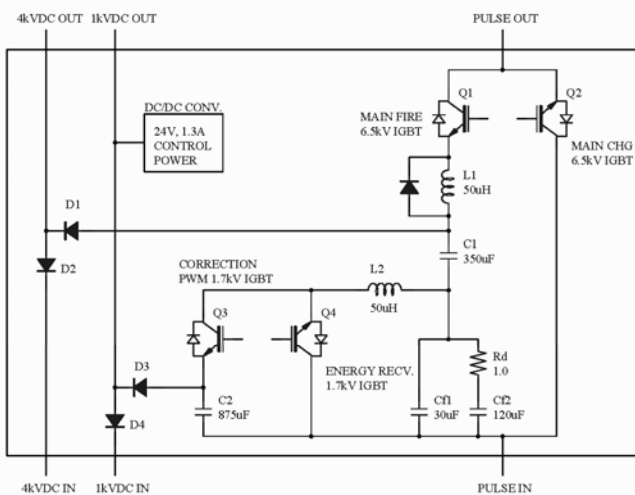 4kVDC OUT
1kVDC OUT
PULSE OUT
DC/DC CONV.
24V, 1.3A
CONTROL
POWER
Q1
Q2
MAIN FIRE
6.5kV IGBT
MAIN CHG
6.5kV IGBT
L1
50uH
D1
C1
350uF
D2
CORRECTION
PWM 1.7kV IGBT
L2
50uH
Q3
Q4
Rd
1.0
D3
ENERGY RECV.
1.7kV IGBT
C2
875uF
Cf1
30uF
Cf2
120uF
D4
4kVDC IN
1kVDC IN
PULSE IN